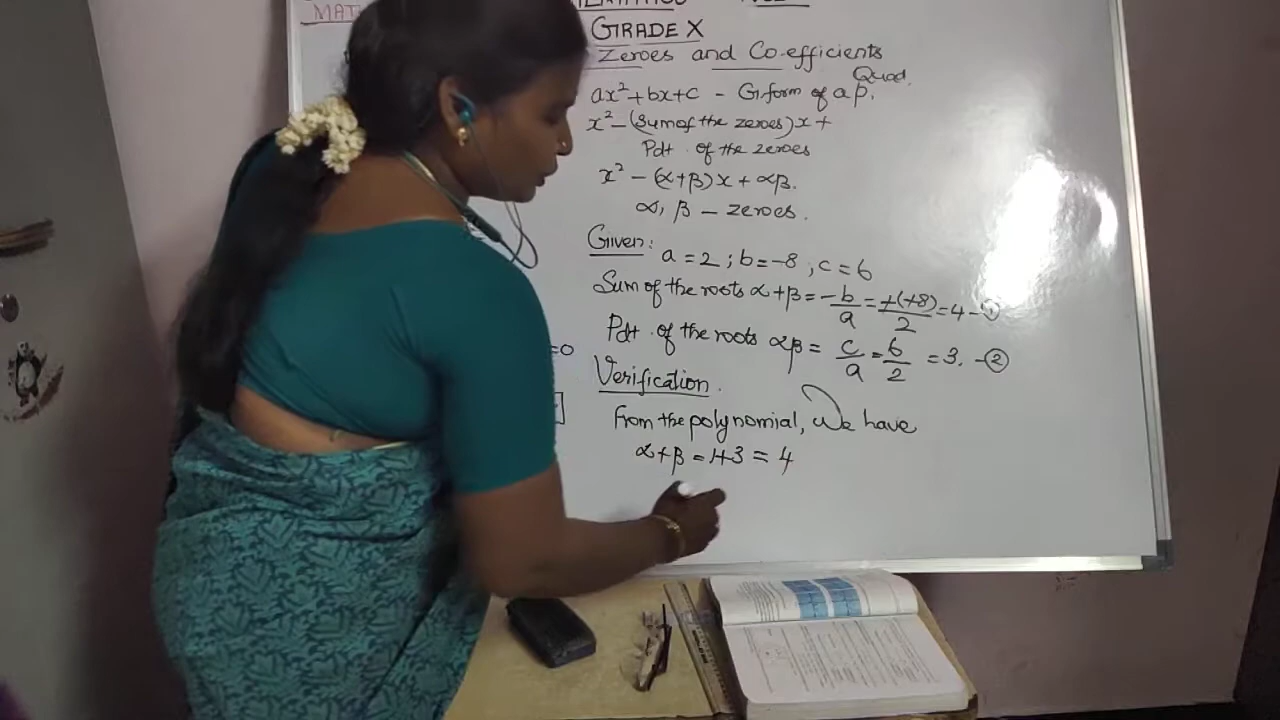 MAT
GRADE X
Zeroes and Co-efficients
ax² + bx + c - G.form of a Quad. p.
x² - (Sum of the zeroes)x +
Pdt. of the zeroes
x² - (α+β)x + αβ.
α, β - zeroes.
Given:
a = 2 ; b = -8 , c = 6
Sum of the roots α+β = -b/a = +(+8)/2 = 4 - ①
Pdt. of the roots αβ = c/a = 6/2 = 3. - ②
=0
Verification.
From the polynomial, We have
α+β = 1+3 = 4